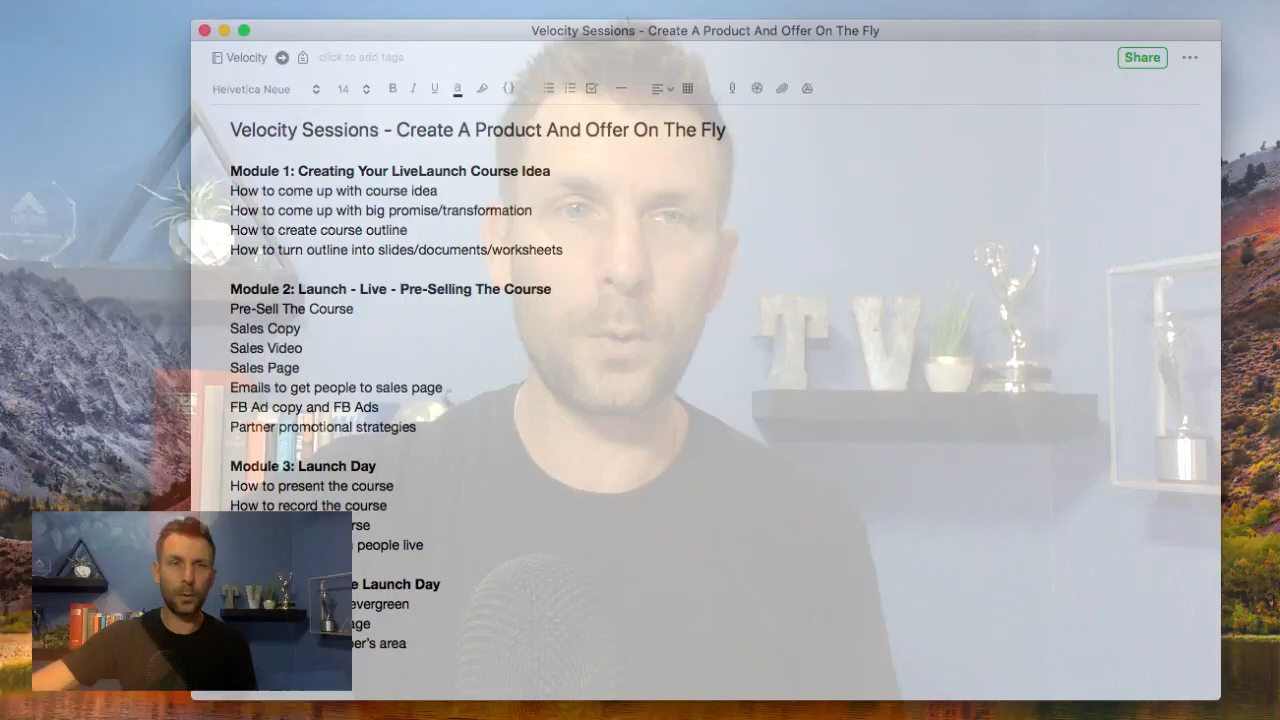 Velocity Sessions - Create A Product And Offer On The Fly
Velocity click to add tags Share
Helvetica Neue 14 B I U a {}
Velocity Sessions - Create A Product And Offer On The Fly
Module 1: Creating Your LiveLaunch Course Idea
How to come up with course idea
How to come up with big promise/transformation
How to create course outline
How to turn outline into slides/documents/worksheets
Module 2: Launch - Live - Pre-Selling The Course
Pre-Sell The Course
Sales Copy
Sales Video
Sales Page
Emails to get people to sales page
FB Ad copy and FB Ads
Partner promotional strategies
Module 3: Launch Day
How to present the course
How to record the course
people live
Launch Day
evergreen
T V